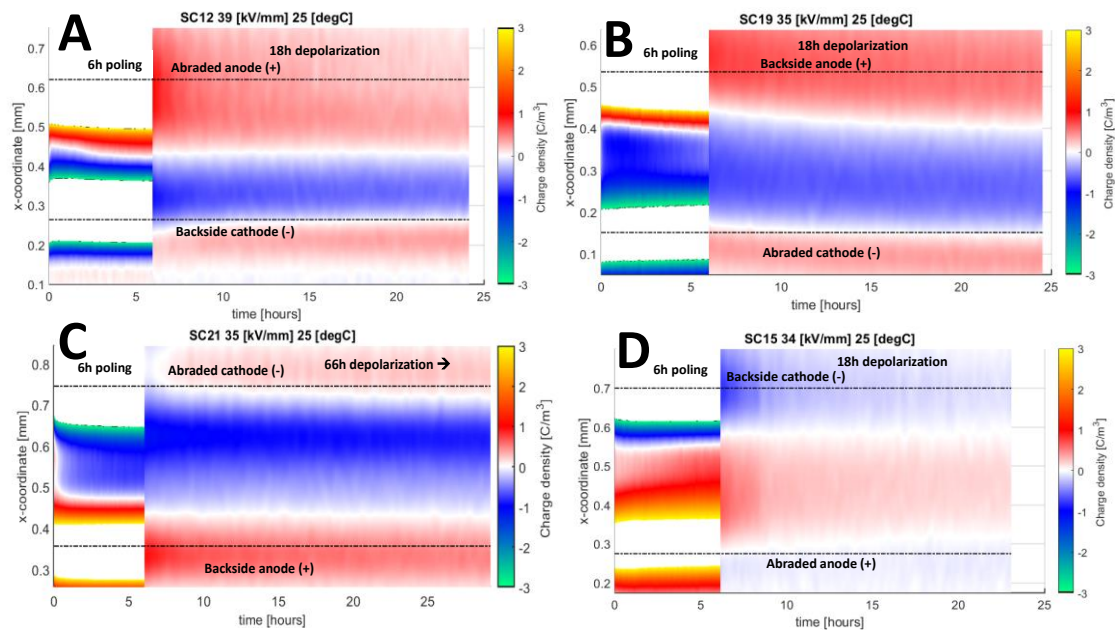 A
SC12 39 [kV/mm] 25 [degC]
6h poling
18h depolarization
Abraded anode (+)
Backside cathode (-)
x-coordinate [mm]
0.7
0.6
0.5
0.4
0.3
0.2
0.1
0 5 10 15 20 25
time [hours]
3
2
1
0
-1
-2
-3
Charge density [C/m³]
B
SC19 35 [kV/mm] 25 [degC]
6h poling
18h depolarization
Backside anode (+)
Abraded cathode (-)
x-coordinate [mm]
0.6
0.5
0.4
0.3
0.2
0.1
0 5 10 15 20 25
time [hours]
3
2
1
0
-1
-2
-3
Charge density [C/m³]
C
SC21 35 [kV/mm] 25 [degC]
6h poling
66h depolarization →
Abraded cathode (-)
Backside anode (+)
x-coordinate [mm]
0.8
0.7
0.6
0.5
0.4
0.3
0 5 10 15 20 25
time [hours]
3
2
1
0
-1
-2
-3
Charge density [C/m³]
D
SC15 34 [kV/mm] 25 [degC]
6h poling
18h depolarization
Backside cathode (-)
Abraded anode (+)
x-coordinate [mm]
0.7
0.6
0.5
0.4
0.3
0.2
0 5 10 15 20 25
time [hours]
3
2
1
0
-1
-2
-3
Charge density [C/m³]